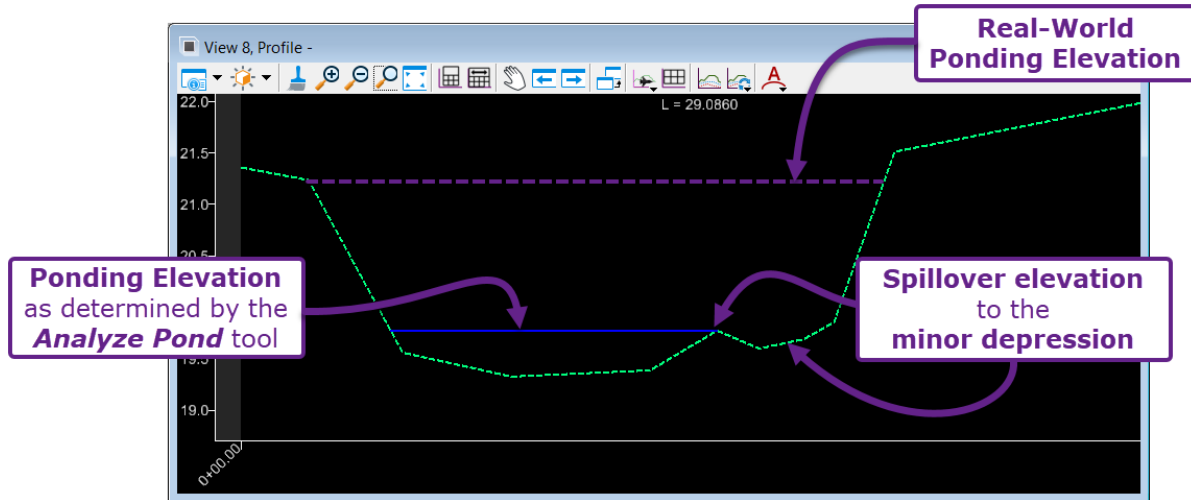 View 8, Profile -
Real-World
Ponding Elevation
22.0
L = 29.0860
21.5
21.0
20.5
Ponding Elevation
as determined by the
Analyze Pond tool
Spillover elevation
to the
minor depression
19.5
19.0
0+00.00